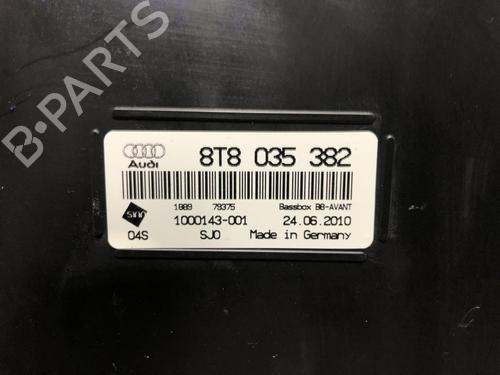 B·PARTS
Audi
8T8 035 382
1889 79375 Bassbox B8-AVANT
1000143-001 24.06.2010
04S SJO Made in Germany